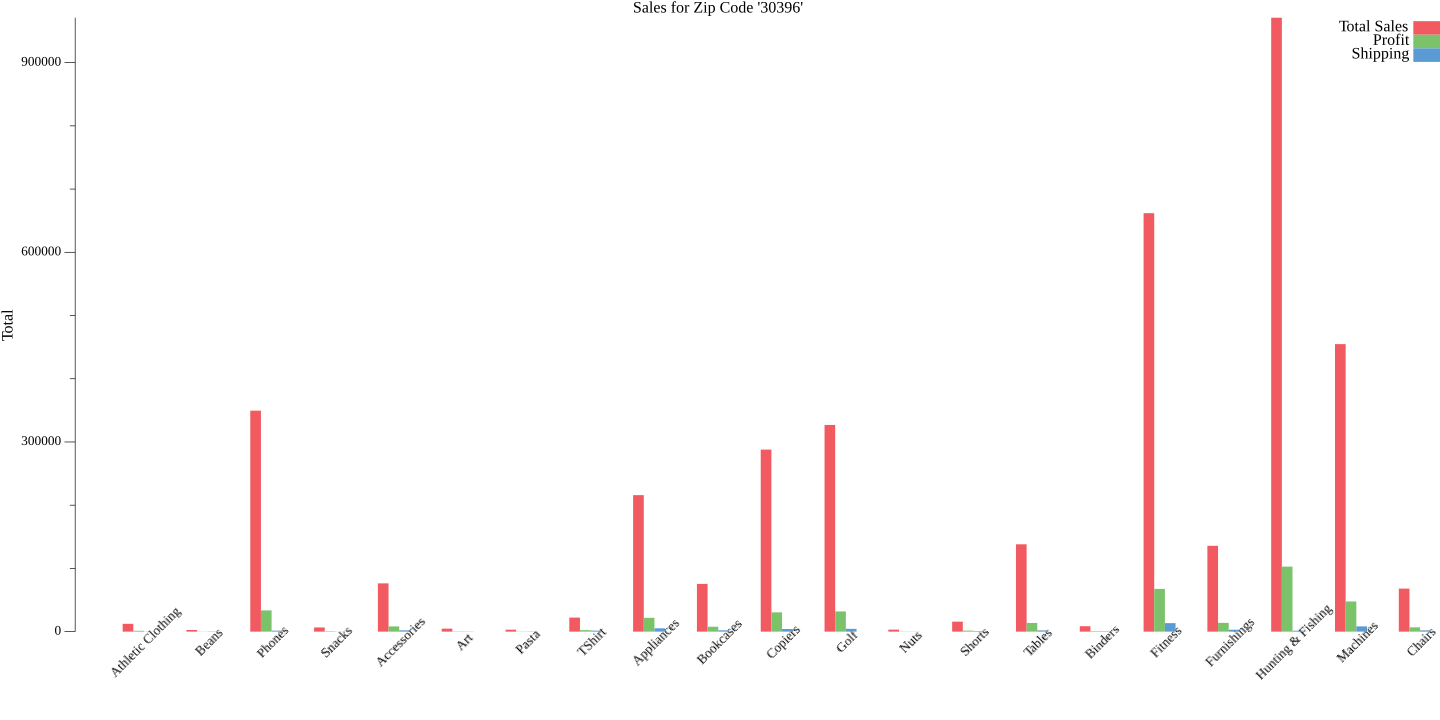 Sales for Zip Code '30396'
Total Sales
Profit
Shipping
900000
600000
300000
0
Total
Athletic Clothing
Beans
Phones
Snacks
Accessories
Art
Pasta
TShirt
Appliances
Bookcases
Copiers
Golf
Nuts
Shorts
Tables
Binders
Fitness
Furnishings
Hunting & Fishing
Machines
Chairs